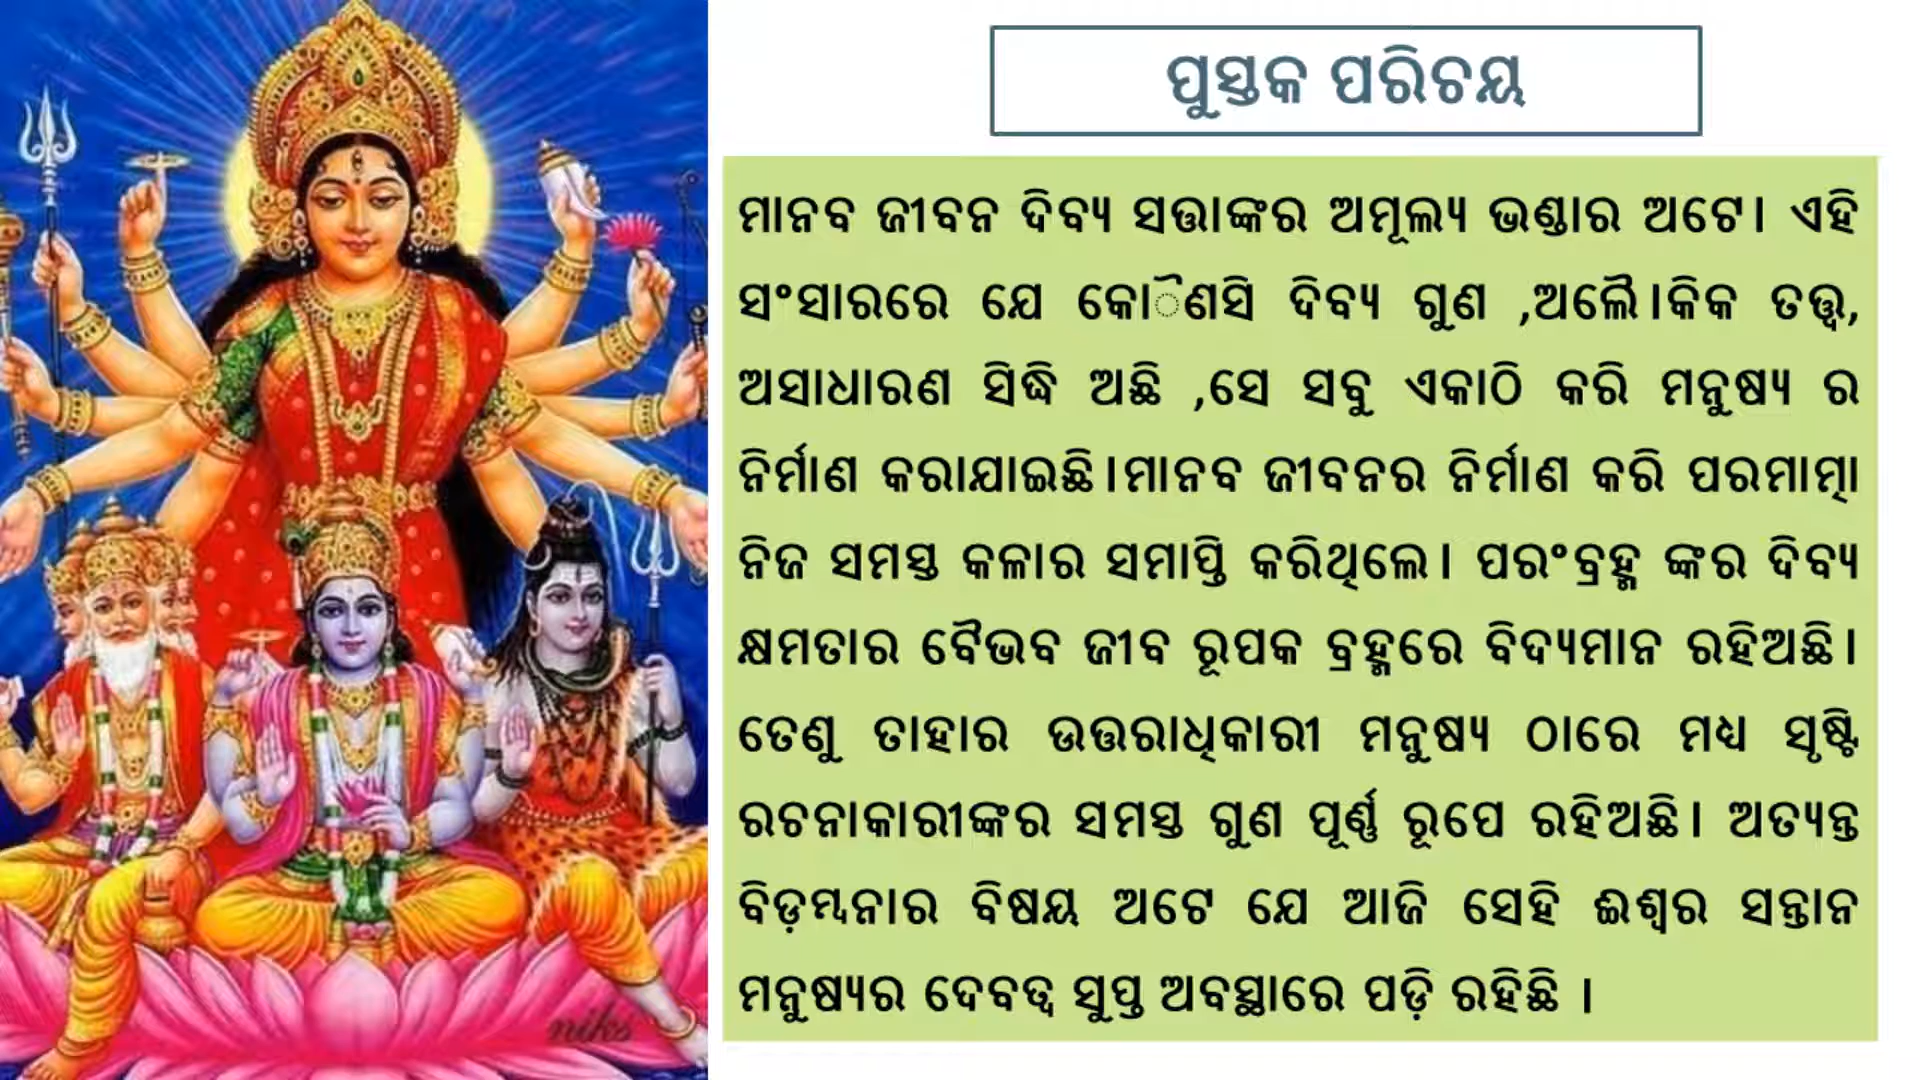 ପୁସ୍ତକ ପରିଚୟ
ମାନବ ଜୀବନ ଦିବ୍ୟ ସତ୍ତାଙ୍କର ଅମୂଲ୍ୟ ଭଣ୍ଡାର ଅଟେ। ଏହି
ସଂସାରରେ ଯେ କୋୈଣସି ଦିବ୍ୟ ଗୁଣ ,ଅଲୈ।କିକ ତତ୍ତ୍ୱ,
ଅସାଧାରଣ ସିଦ୍ଧି ଅଛି ,ସେ ସବୁ ଏକାଠି କରି ମନୁଷ୍ୟ ର
ନିର୍ମାଣ କରାଯାଇଛି।ମାନବ ଜୀବନର ନିର୍ମାଣ କରି ପରମାତ୍ମା
ନିଜ ସମସ୍ତ କଳାର ସମାପ୍ତି କରିଥିଲେ। ପରଂବ୍ରହ୍ମ ଙ୍କର ଦିବ୍ୟ
କ୍ଷମତାର ବୈଭବ ଜୀବ ରୂପକ ବ୍ରହ୍ମରେ ବିଦ୍ୟମାନ ରହିଅଛି।
ତେଣୁ ତାହାର ଉତ୍ତରାଧିକାରୀ ମନୁଷ୍ୟ ଠାରେ ମଧ୍ୟ ସୃଷ୍ଟି
ରଚନାକାରୀଙ୍କର ସମସ୍ତ ଗୁଣ ପୂର୍ଣ୍ଣ ରୂପେ ରହିଅଛି। ଅତ୍ୟନ୍ତ
ବିଡ଼ମ୍ବନାର ବିଷୟ ଅଟେ ଯେ ଆଜି ସେହି ଈଶ୍ୱର ସନ୍ତାନ
ମନୁଷ୍ୟର ଦେବତ୍ୱ ସୁପ୍ତ ଅବସ୍ଥାରେ ପଡ଼ି ରହିଛି ।
niks